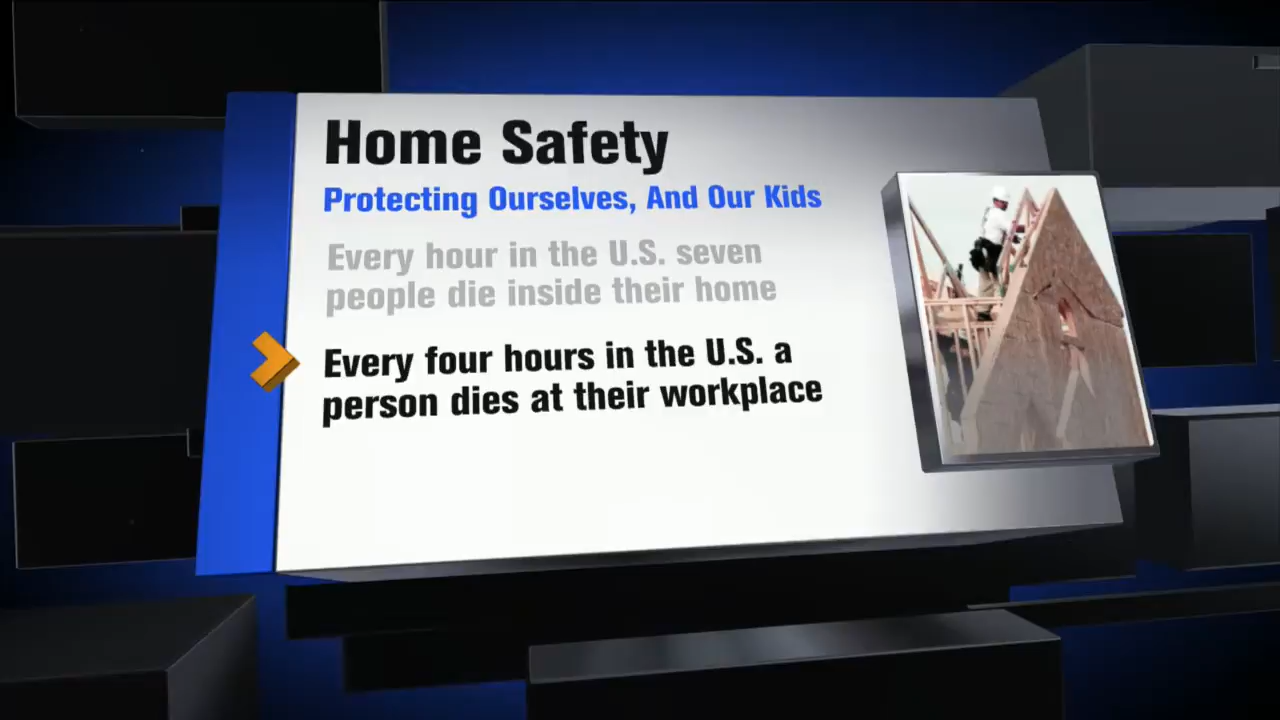 Home Safety
Protecting Ourselves, And Our Kids
Every hour in the U.S. seven
people die inside their home
Every four hours in the U.S. a
person dies at their workplace